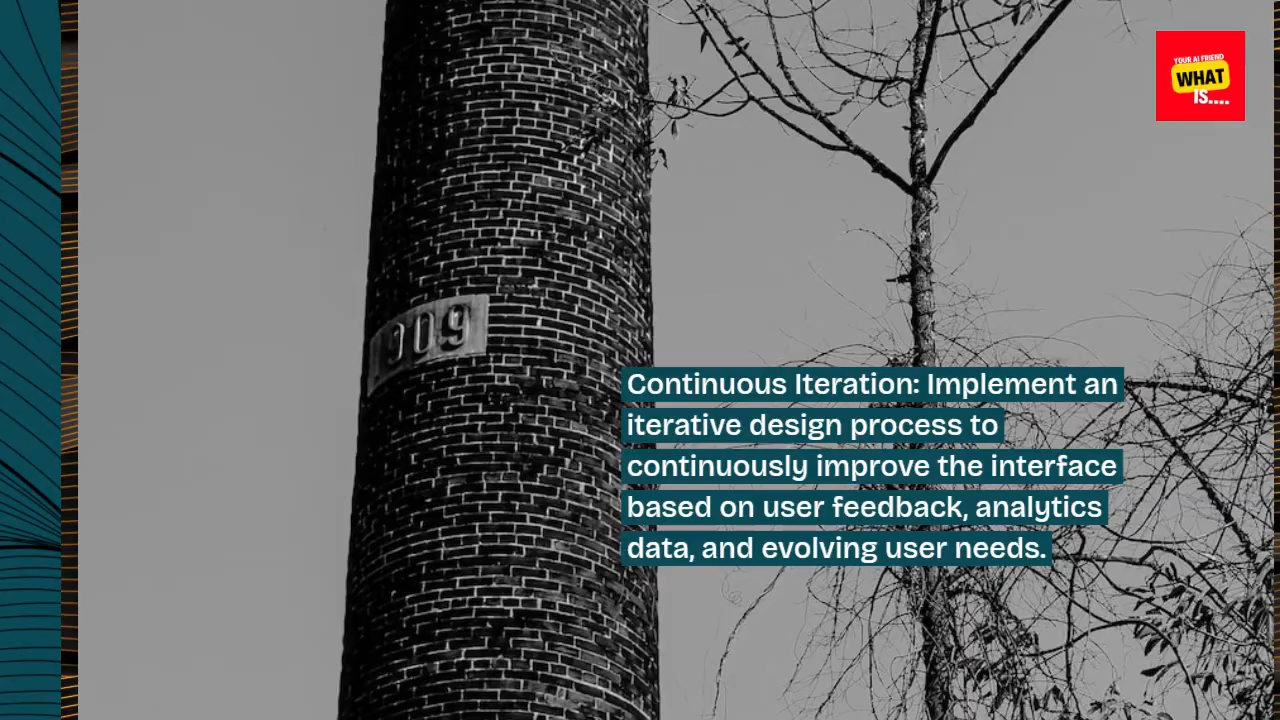 YOUR AI FRIEND
WHAT
IS....
909
Continuous Iteration: Implement an
iterative design process to
continuously improve the interface
based on user feedback, analytics
data, and evolving user needs.